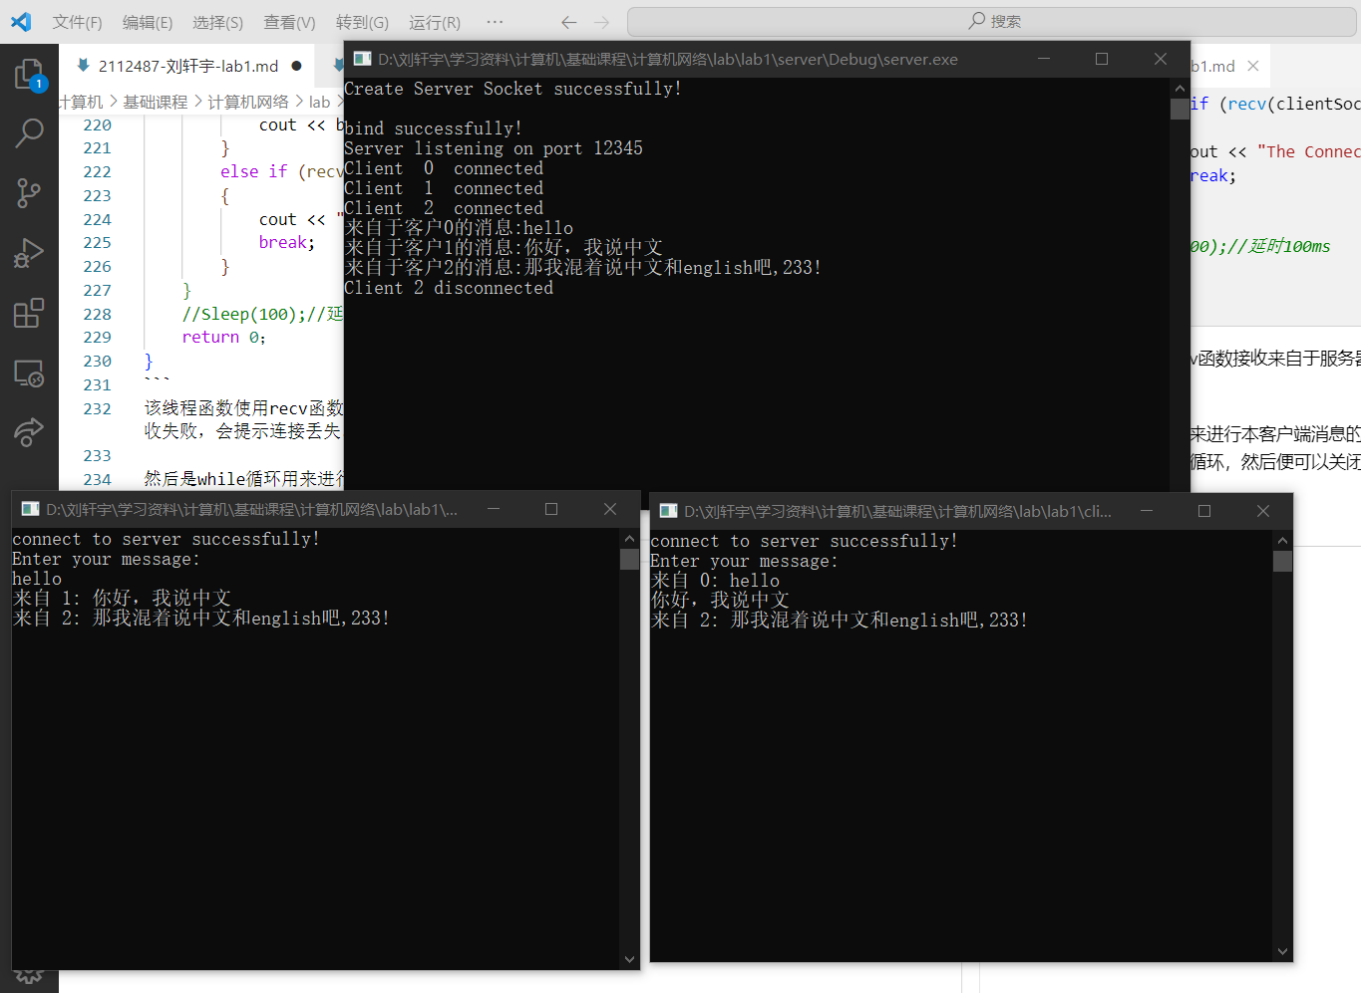 文件(F) 编辑(E) 选择(S) 查看(V) 转到(G) 运行(R) ··· 搜索
2112487-刘轩宇-lab1.md
b1.md
计算机 > 基础课程 > 计算机网络 > lab >
1
220 cout << b
221 }
222 else if (recv
223 {
224 cout << "
225 break;
226 }
227 }
228 //Sleep(100);//延
229 return 0;
230 }
231 ```
232 该线程函数使用recv函数
收失败，会提示连接丢失
233
234 然后是while循环用来进行
D:\刘轩宇\学习资料\计算机\基础课程\计算机网络\lab\lab1\server\Debug\server.exe
Create Server Socket successfully!
bind successfully!
Server listening on port 12345
Client 0 connected
Client 1 connected
Client 2 connected
来自于客户0的消息:hello
来自于客户1的消息:你好，我说中文
来自于客户2的消息:那我混着说中文和english吧,233!
Client 2 disconnected
if (recv(clientSoc
out << "The Connec
reak;
00);//延时100ms
v函数接收来自于服务器
来进行本客户端消息的
循环，然后便可以关闭
D:\刘轩宇\学习资料\计算机\基础课程\计算机网络\lab\lab1\...
connect to server successfully!
Enter your message:
hello
来自 1: 你好，我说中文
来自 2: 那我混着说中文和english吧,233!
D:\刘轩宇\学习资料\计算机\基础课程\计算机网络\lab\lab1\cli...
connect to server successfully!
Enter your message:
来自 0: hello
你好，我说中文
来自 2: 那我混着说中文和english吧,233!